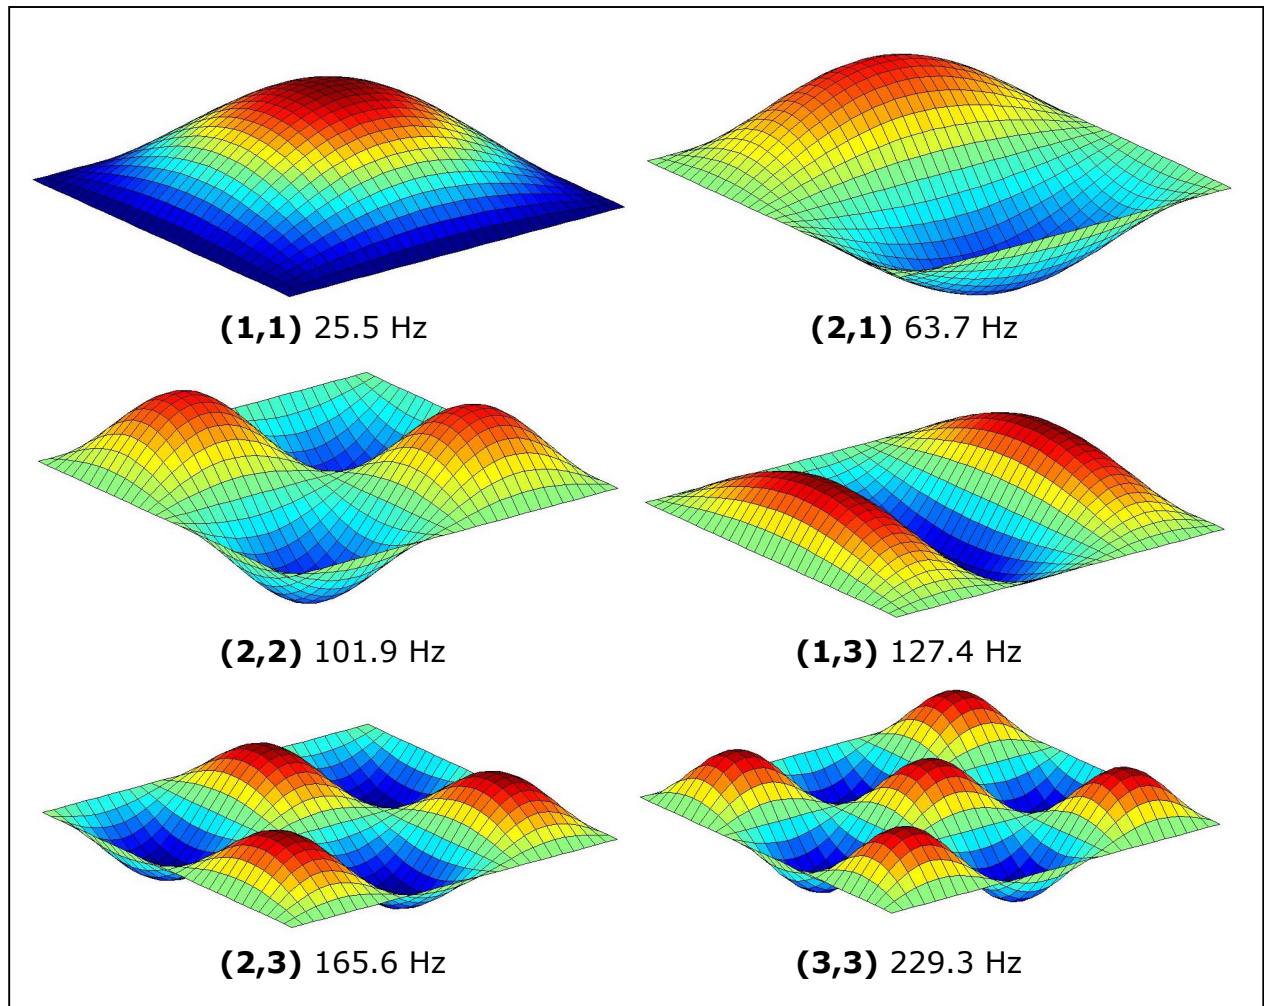 (1,1) 25.5 Hz
(2,1) 63.7 Hz
(2,2) 101.9 Hz
(1,3) 127.4 Hz
(2,3) 165.6 Hz
(3,3) 229.3 Hz